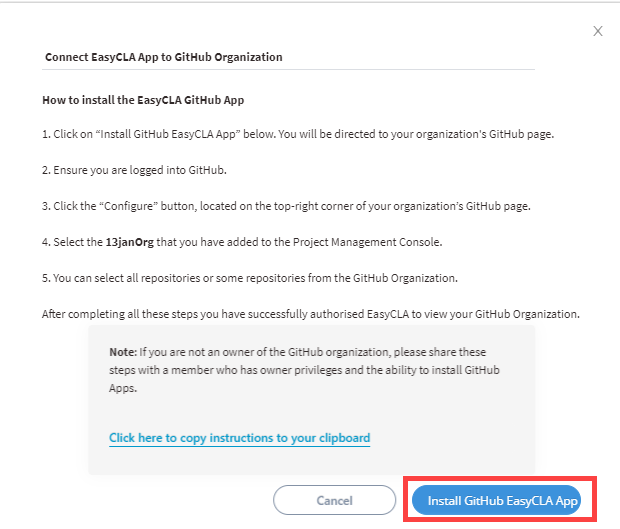 X
Connect EasyCLA App to GitHub Organization
How to install the EasyCLA GitHub App
1. Click on “Install GitHub EasyCLA App” below. You will be directed to your organization's GitHub page.
2. Ensure you are logged into GitHub.
3. Click the “Configure” button, located on the top-right corner of your organization’s GitHub page.
4. Select the 13janOrg that you have added to the Project Management Console.
5. You can select all repositories or some repositories from the GitHub Organization.
After completing all these steps you have successfully authorised EasyCLA to view your GitHub Organization.
Note: If you are not an owner of the GitHub organization, please share these
steps with a member who has owner privileges and the ability to install GitHub
Apps.
Click here to copy instructions to your clipboard
Cancel
Install GitHub EasyCLA App